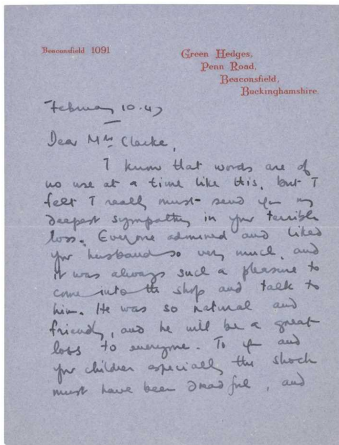 Beaconsfield 1091
Green Hedges,
Penn Road,
Beaconsfield,
Buckinghamshire.
February 10. 47
Dear Mrs Clarke,
I know that words are of
no use at a time like this, but I
felt I really must send you my
deepest sympathy in your terrible
loss. Everyone admired and liked
your husband so very much, and
it was always such a pleasure to
come into the shop and talk to
him. He was so natural and
friendly, and he will be a great
loss to everyone. To you and
your children especially the shock
must have been dreadful, and